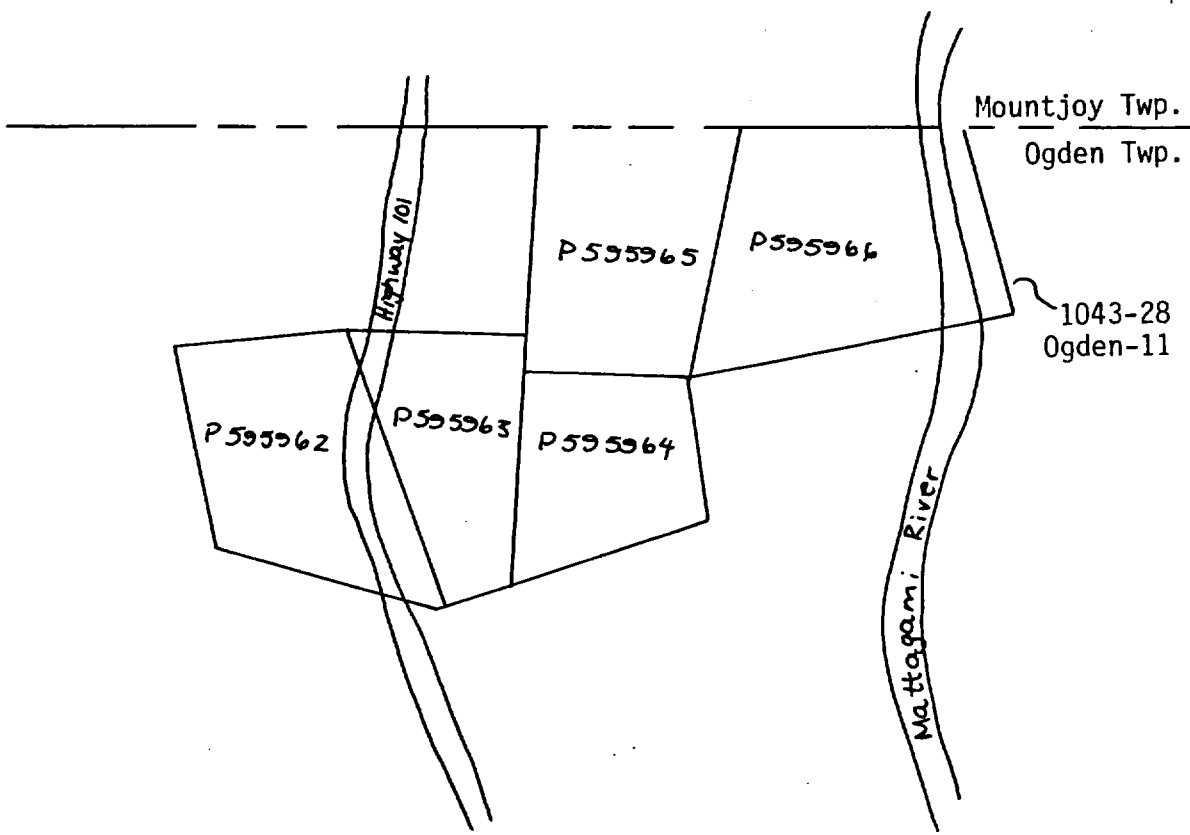 Mountjoy Twp.
Ogden Twp.
Highway 101
P595965
P595966
1043-28
Ogden-11
P595962
P595963
P595964
Mattagami River